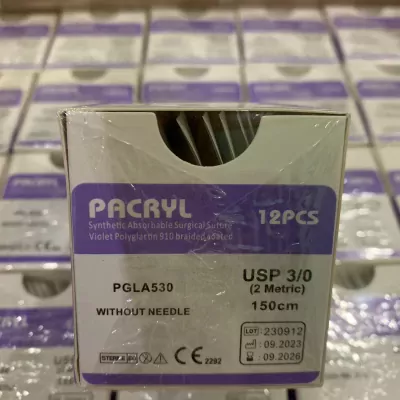 PACRYL
12PCS
Synthetic Absorbable Surgical Suture
Violet Polyglactin 910 braided coated
PGLA530
USP 3/0
(2 Metric)
WITHOUT NEEDLE
150cm
LOT: 230912
09.2023
09.2026
STERILE EO
CE 2292